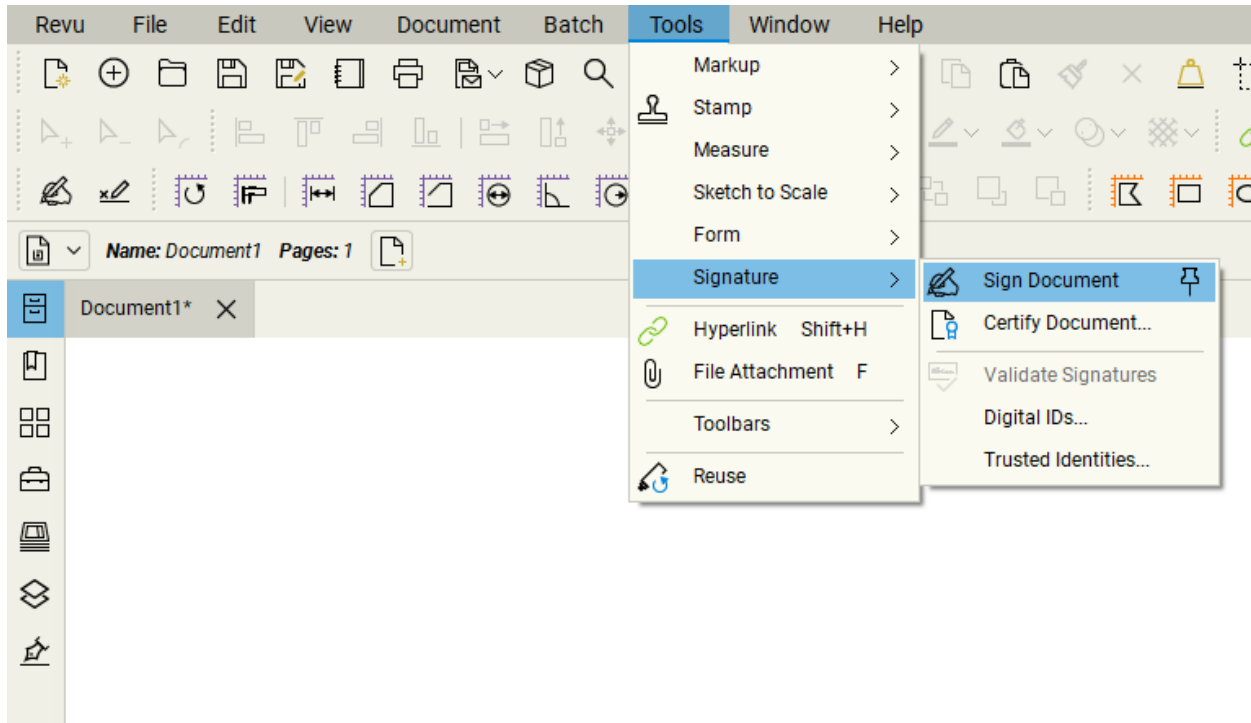 Revu File Edit View Document Batch Tools Window Help
Markup
Stamp
Measure
Sketch to Scale
Form
Signature
Hyperlink Shift+H
File Attachment F
Toolbars
Reuse
Sign Document
Certify Document...
Validate Signatures
Digital IDs...
Trusted Identities...
Name: Document1 Pages: 1
Document1*